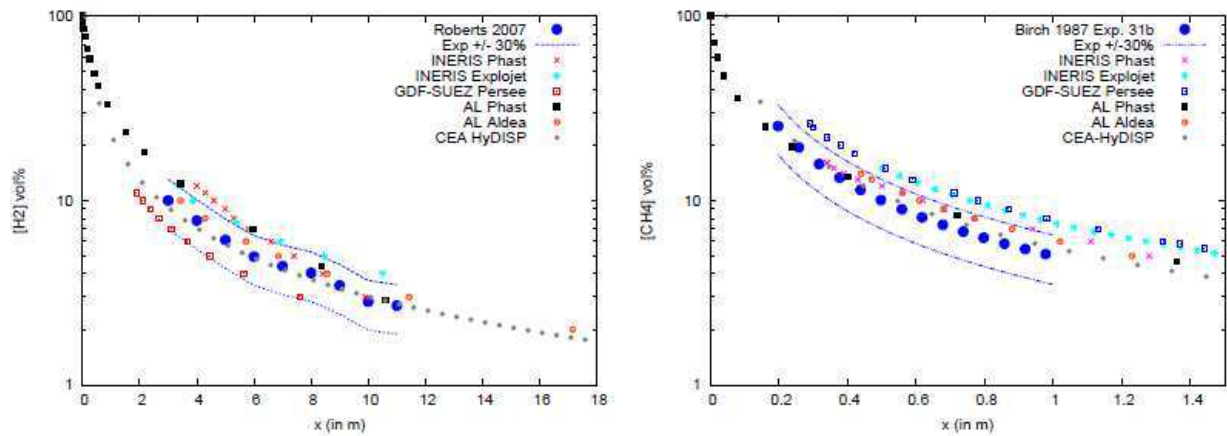 100
10
1
[H2] vol%
0
2
4
6
8
10
12
14
16
18
x (in m)
Roberts 2007
Exp +/- 30%
INERIS Phast
INERIS Explojet
GDF-SUEZ Persee
AL Phast
AL Aldea
CEA HyDISP
100
10
1
[CH4] vol%
0
0.2
0.4
0.6
0.8
1
1.2
1.4
x (in m)
Birch 1987 Exp. 31b
Exp +/-30%
INERIS Phast
INERIS Explojet
GDF-SUEZ Persee
AL Phast
AL Aldea
CEA-HyDISP